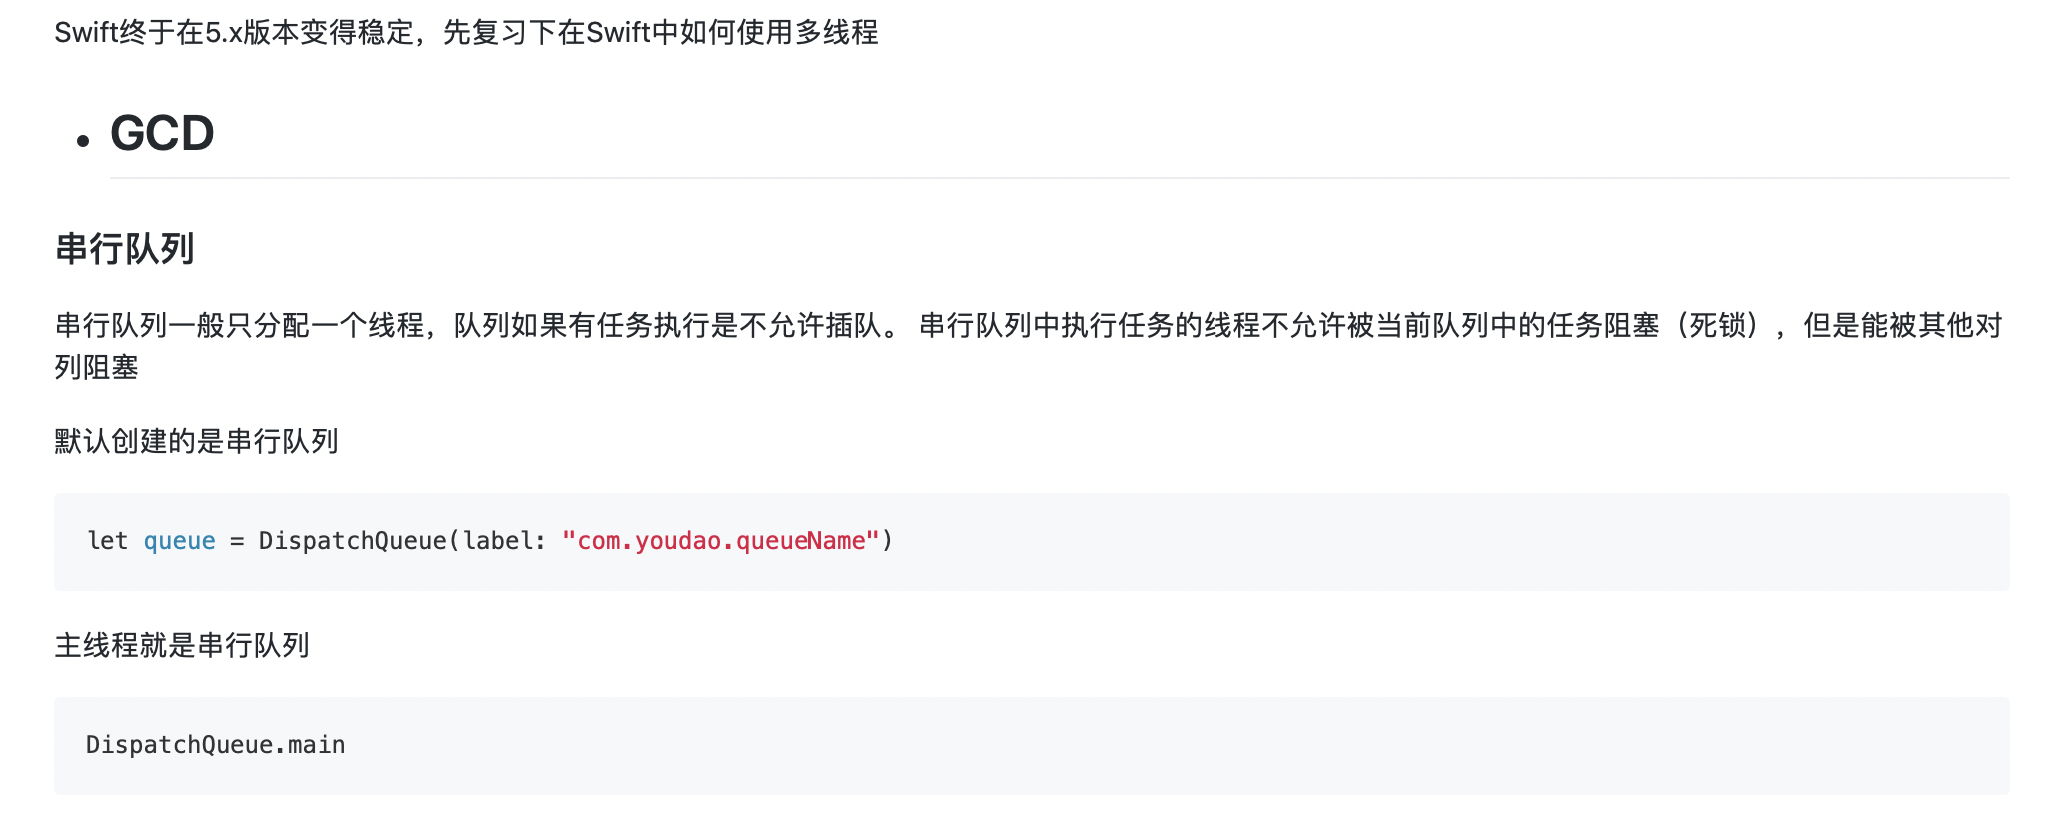 Swift终于在5.x版本变得稳定，先复习下在Swift中如何使用多线程
• GCD
串行队列
串行队列一般只分配一个线程，队列如果有任务执行是不允许插队。 串行队列中执行任务的线程不允许被当前队列中的任务阻塞（死锁），但是能被其他对
列阻塞
默认创建的是串行队列
let queue = DispatchQueue(label: "com.youdao.queueName")
主线程就是串行队列
DispatchQueue.main